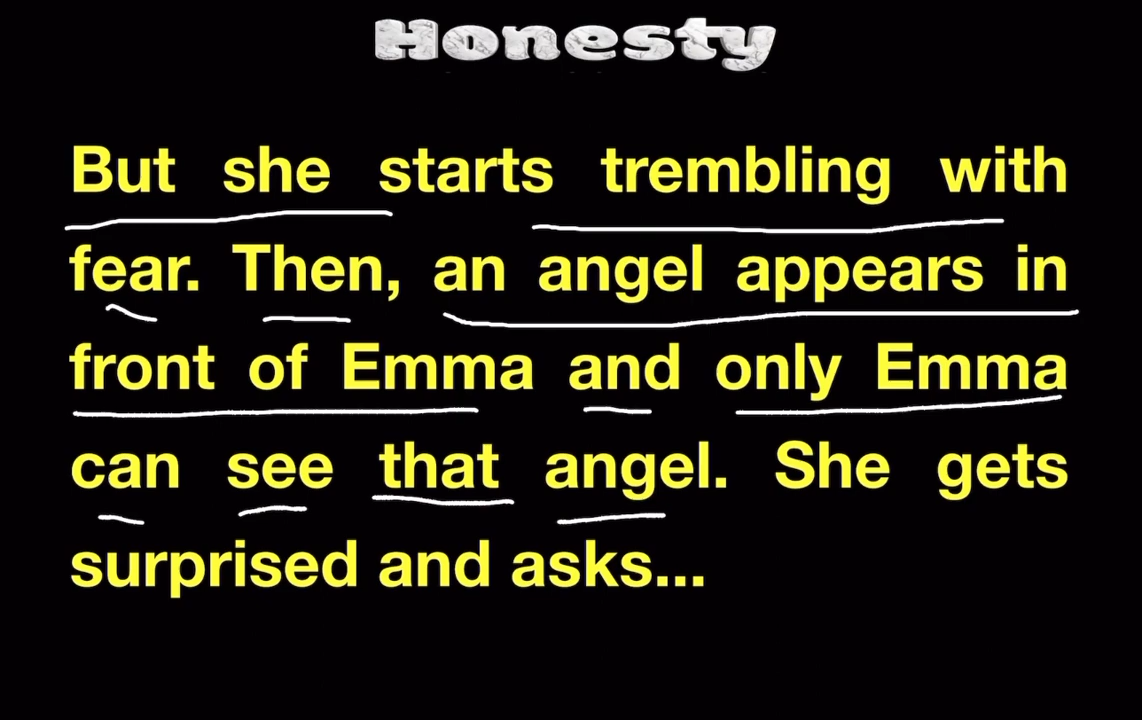 Honesty
But she starts trembling with
fear. Then, an angel appears in
front of Emma and only Emma
can see that angel. She gets
surprised and asks...